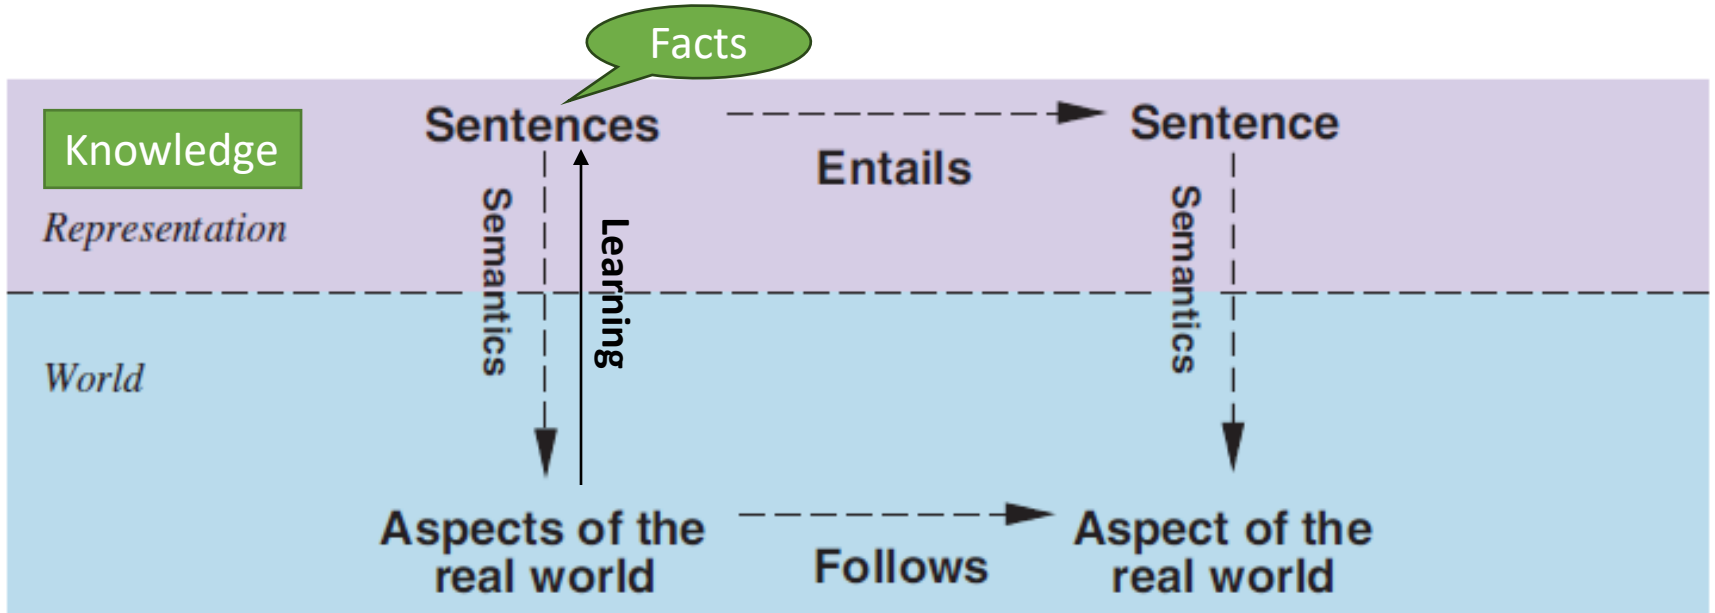 Facts
Knowledge
Sentences
Sentence
Entails
Representation
Semantics
Learning
Semantics
World
Aspects of the
real world
Follows
Aspect of the
real world